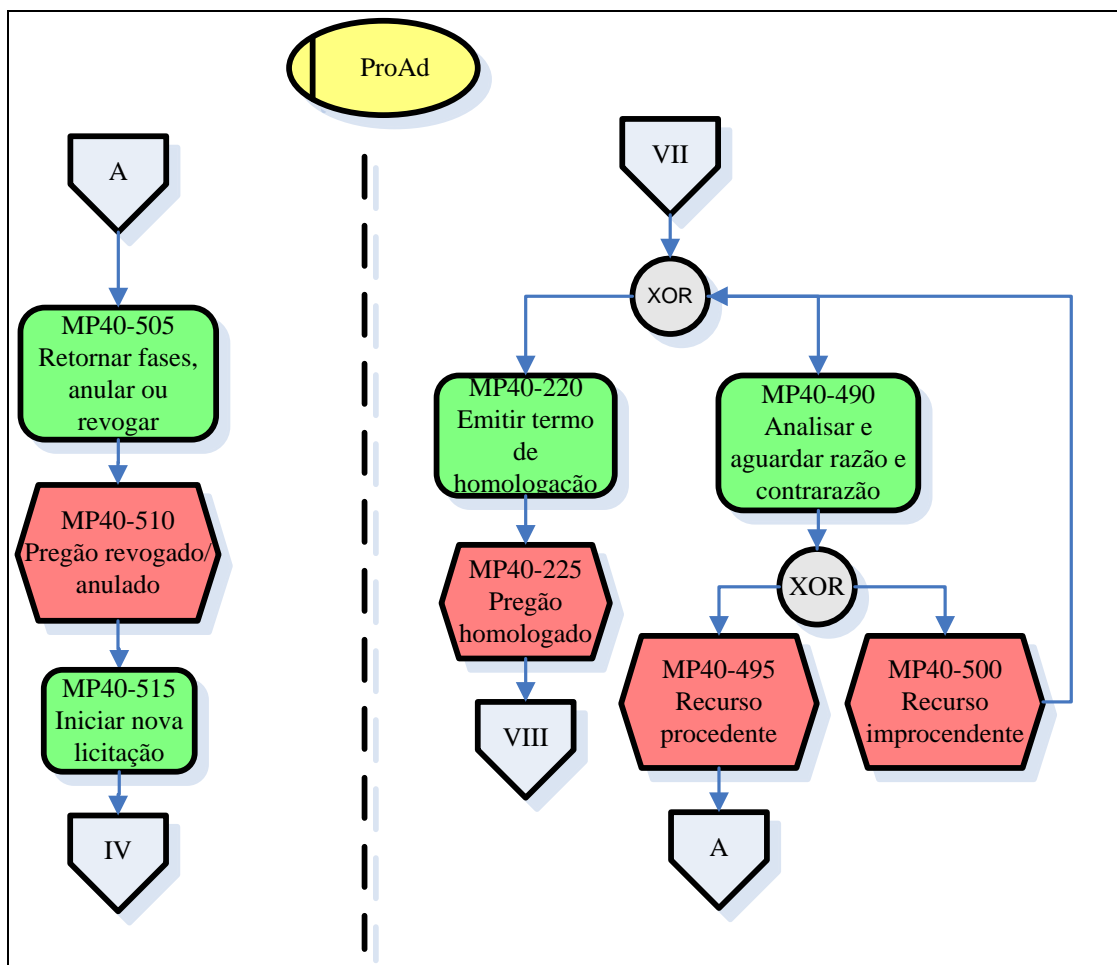 ProAd
A
MP40-505
Retornar fases,
anular ou
revogar
MP40-510
Pregão revogado/
anulado
MP40-515
Iniciar nova
licitação
IV
VII
XOR
MP40-220
Emitir termo
de
homologação
MP40-225
Pregão
homologado
VIII
MP40-490
Analisar e
aguardar razão e
contrarazão
XOR
MP40-495
Recurso
procedente
A
MP40-500
Recurso
improcendente